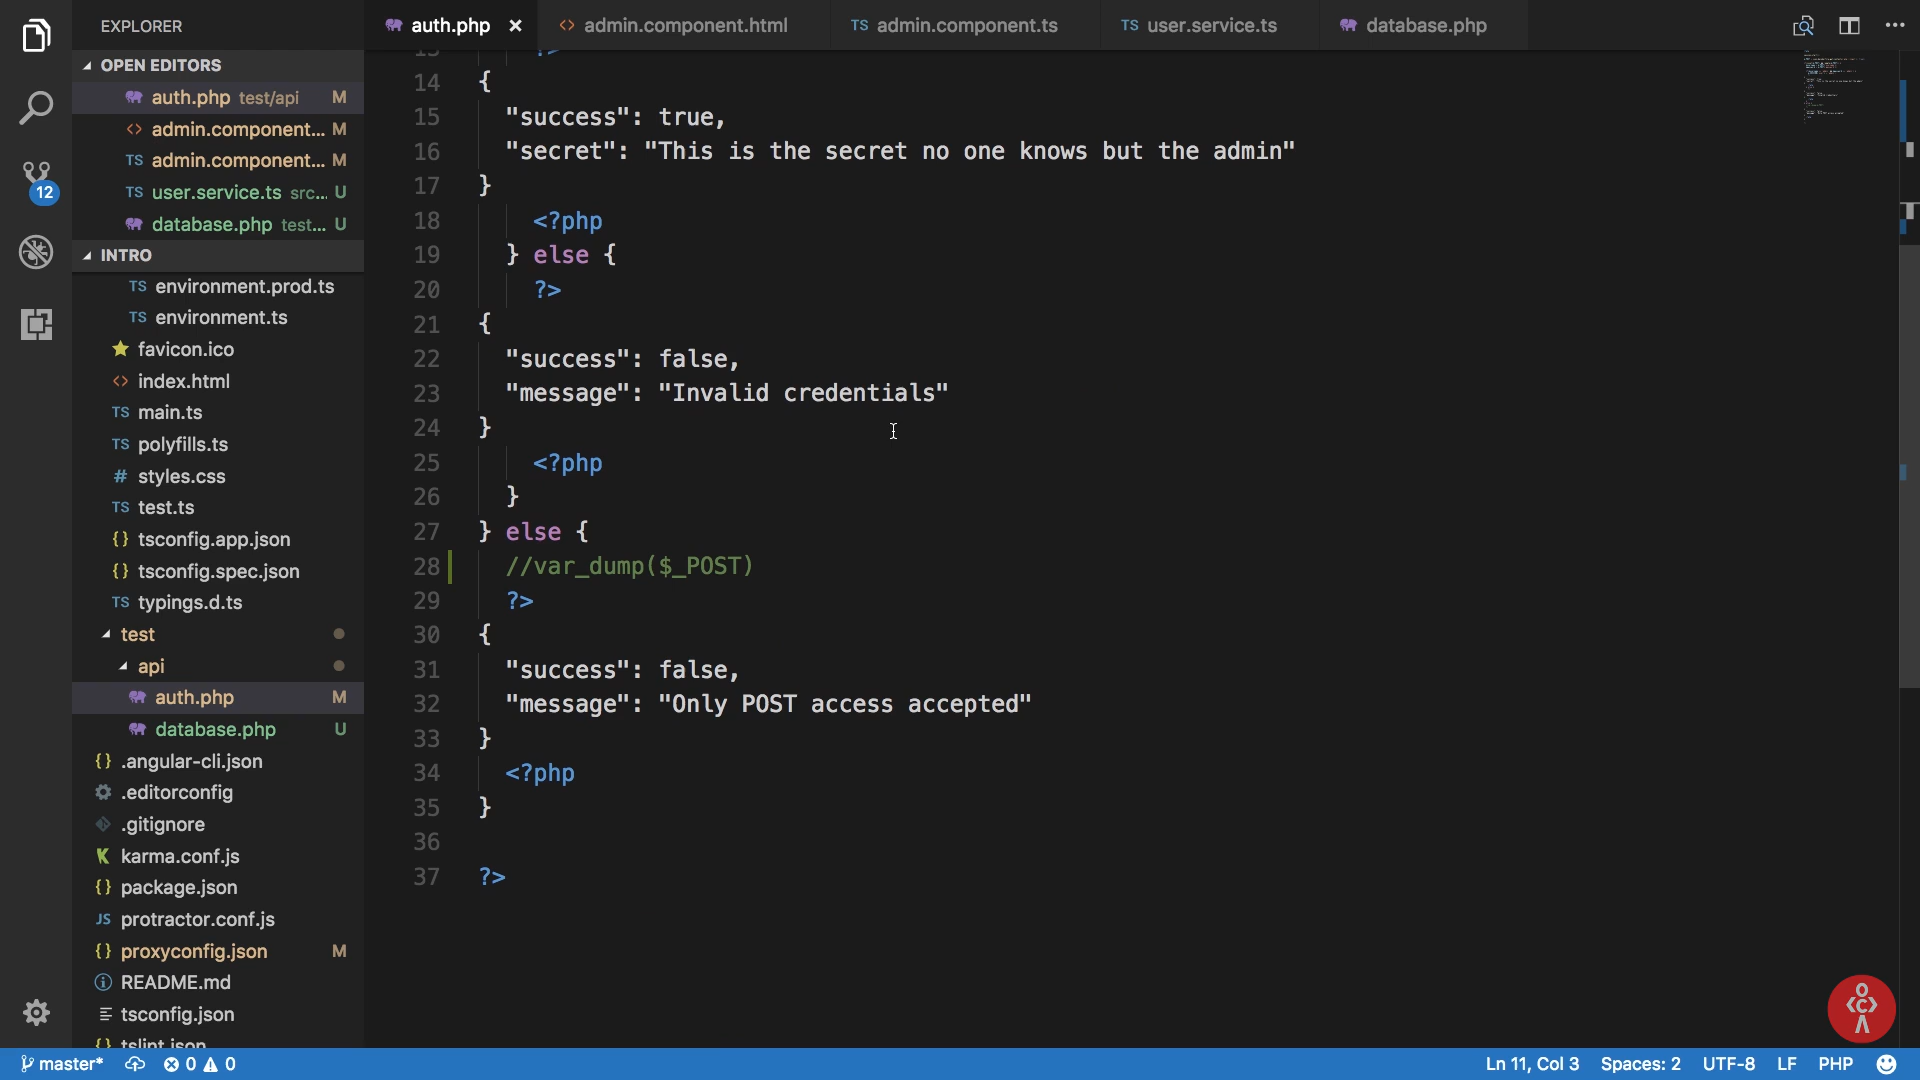 EXPLORER
OPEN EDITORS
auth.php test/api M
admin.component... M
admin.component... M
TS user.service.ts src... U
database.php test... U
INTRO
TS environment.prod.ts
TS environment.ts
favicon.ico
<> index.html
TS main.ts
TS polyfills.ts
# styles.css
TS test.ts
{} tsconfig.app.json
{} tsconfig.spec.json
TS typings.d.ts
test
api
auth.php M
database.php U
{} .angular-cli.json
.editorconfig
.gitignore
karma.conf.js
{} package.json
JS protractor.conf.js
{} proxyconfig.json M
README.md
tsconfig.json
{} tslint.json
12
auth.php ×
<> admin.component.html
TS admin.component.ts
TS user.service.ts
database.php
14 {
15 "success": true,
16 "secret": "This is the secret no one knows but the admin"
17 }
18 <?php
19 } else {
20 ?>
21 {
22 "success": false,
23 "message": "Invalid credentials"
24 }
25 <?php
26 }
27 } else {
28 //var_dump($_POST)
29 ?>
30 {
31 "success": false,
32 "message": "Only POST access accepted"
33 }
34 <?php
35 }
36
37 ?>
master* 0 0 Ln 11, Col 3 Spaces: 2 UTF-8 LF PHP